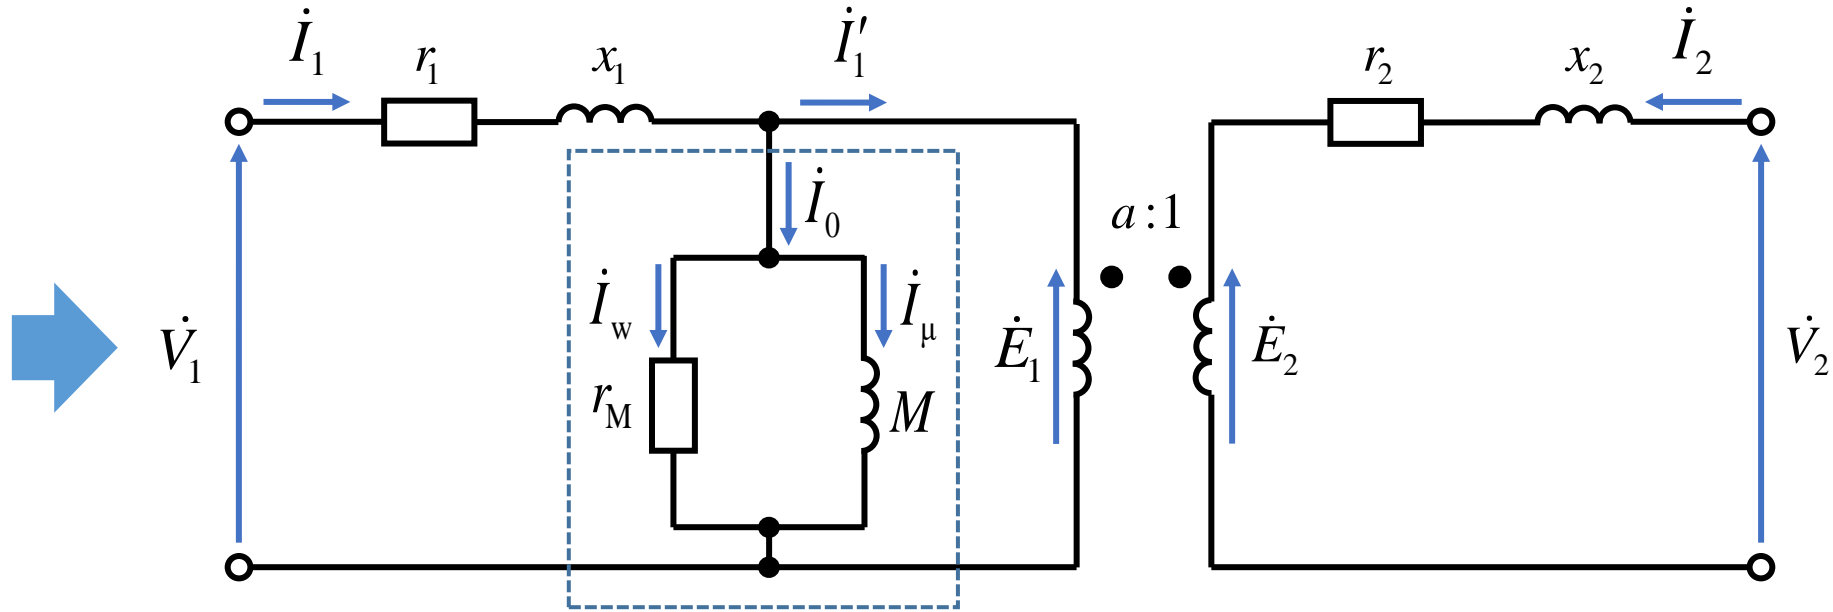 İ₁
r₁
x₁
İ₁′
r₂
x₂
İ₂
İ₀
a:1
İw
İμ
V̇₁
Ė₁
Ė₂
V̇₂
rM
M